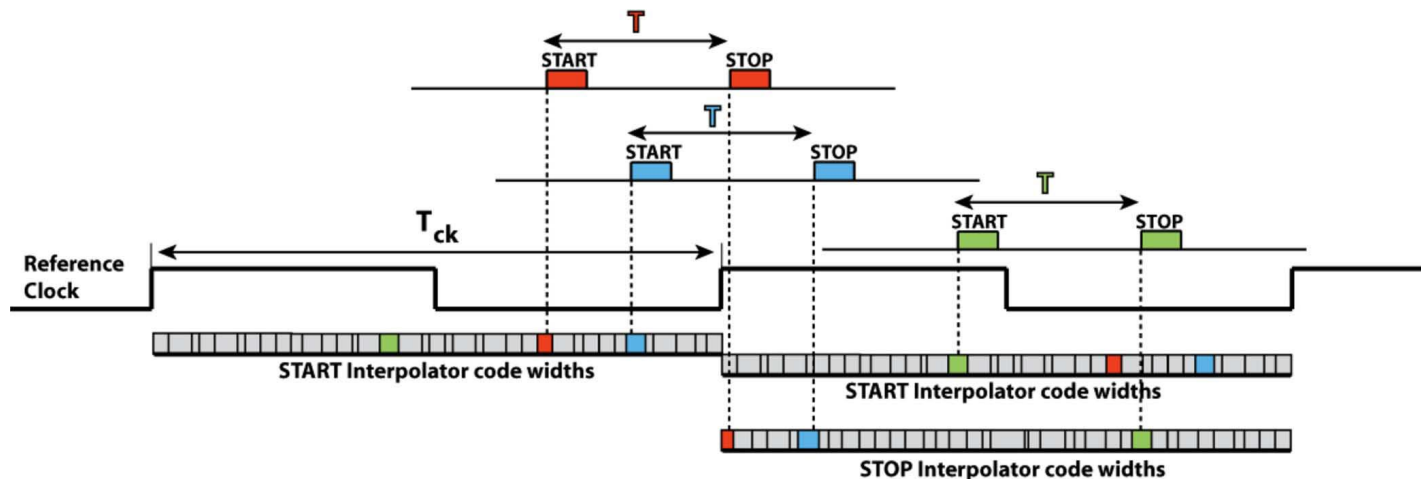 T
START STOP
T
START STOP
T
START STOP
Tck
Reference
Clock
START Interpolator code widths
START Interpolator code widths
STOP Interpolator code widths